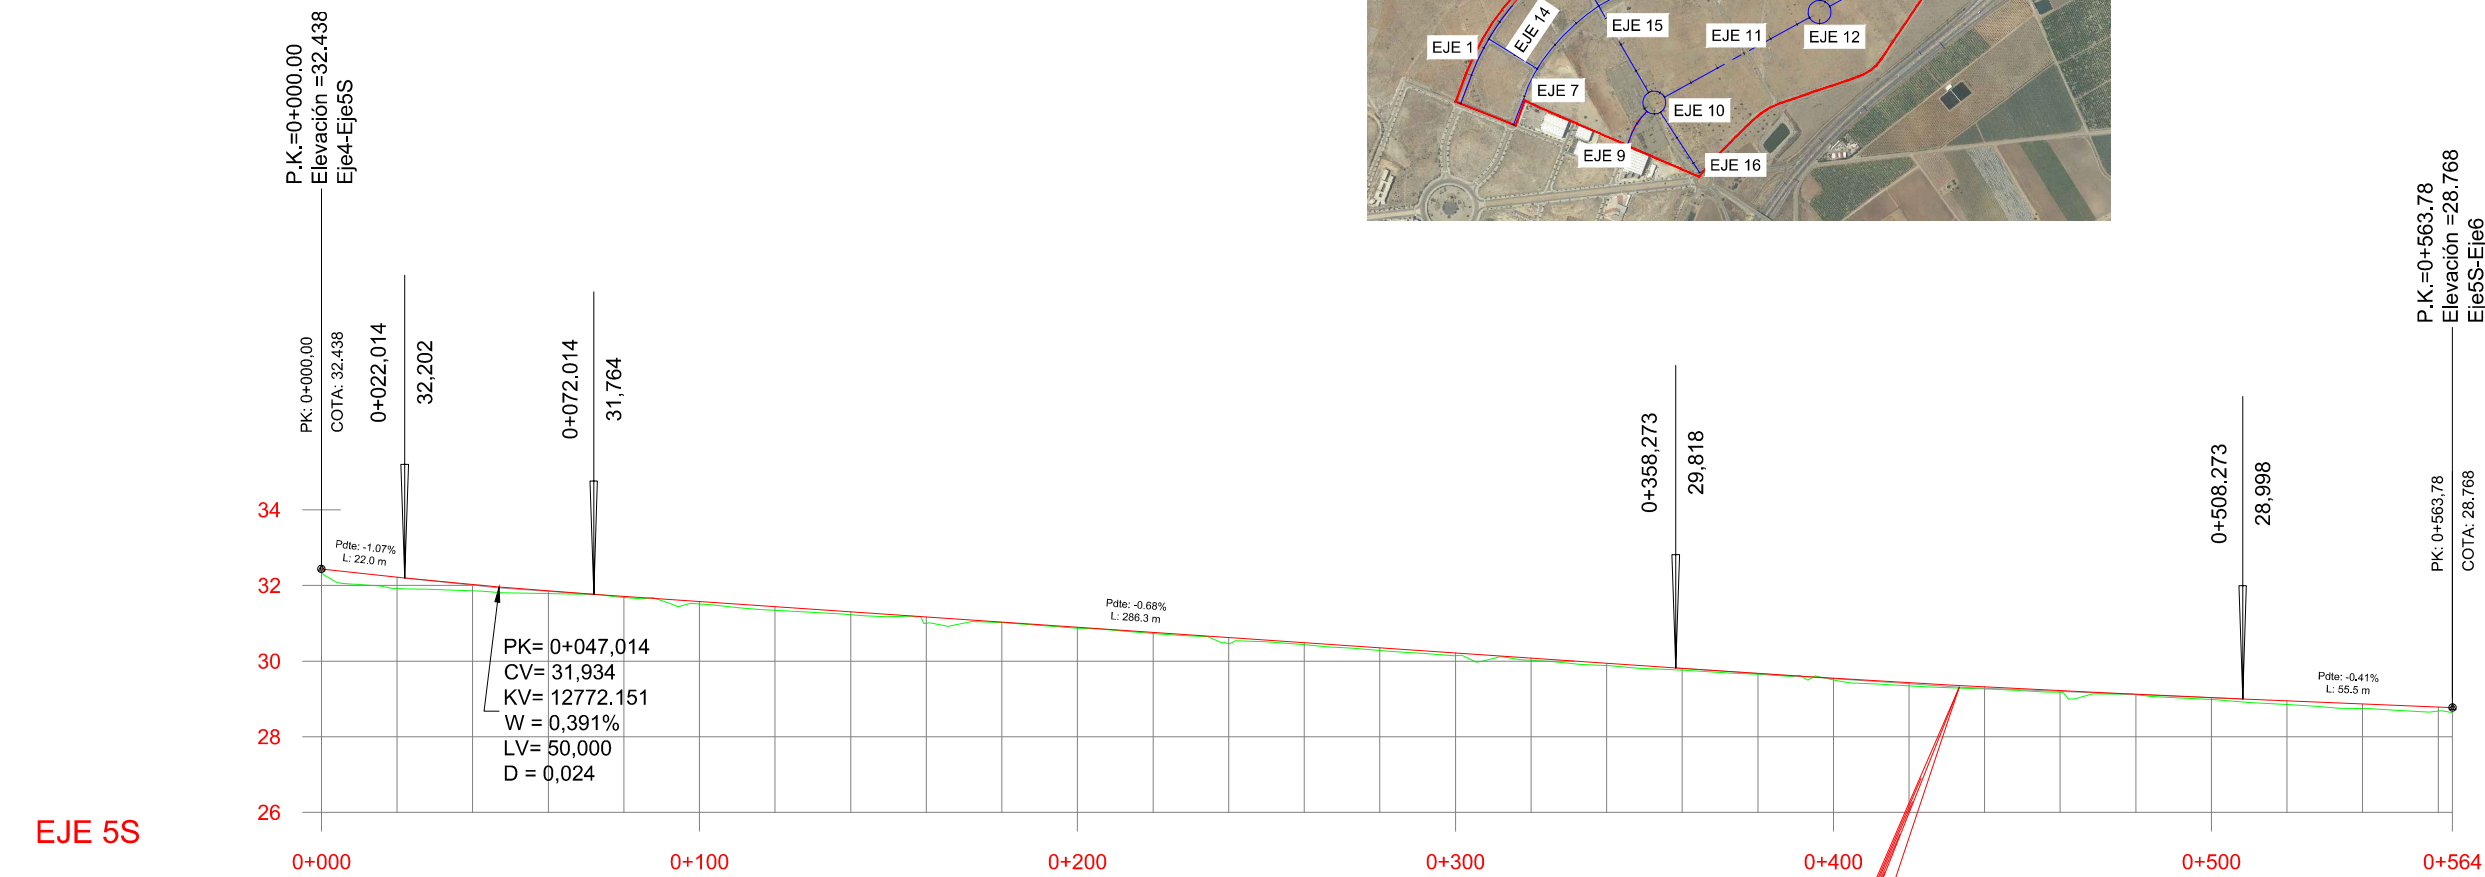 P.K.=0+000.00
Elevación =32.438
Eje4-Eje5S
PK: 0+000,00
COTA: 32.438
0+022,014
32,202
0+072.014
31,764
0+358,273
29,818
0+508.273
28,998
P.K.=0+563.78
Elevación =28.768
Eje5S-Eje6
PK: 0+563,78
COTA: 28.768
EJE 1
EJE 14
EJE 15
EJE 11
EJE 12
EJE 7
EJE 10
EJE 9
EJE 16
34
32
30
28
26
Pdte: -1.07%
L: 22.0 m
Pdte: -0.68%
L: 286.3 m
Pdte: -0.41%
L: 55.5 m
PK= 0+047,014
CV= 31,934
KV= 12772.151
W = 0,391%
LV= 50,000
D = 0,024
EJE 5S
0+000
0+100
0+200
0+300
0+400
0+500
0+564